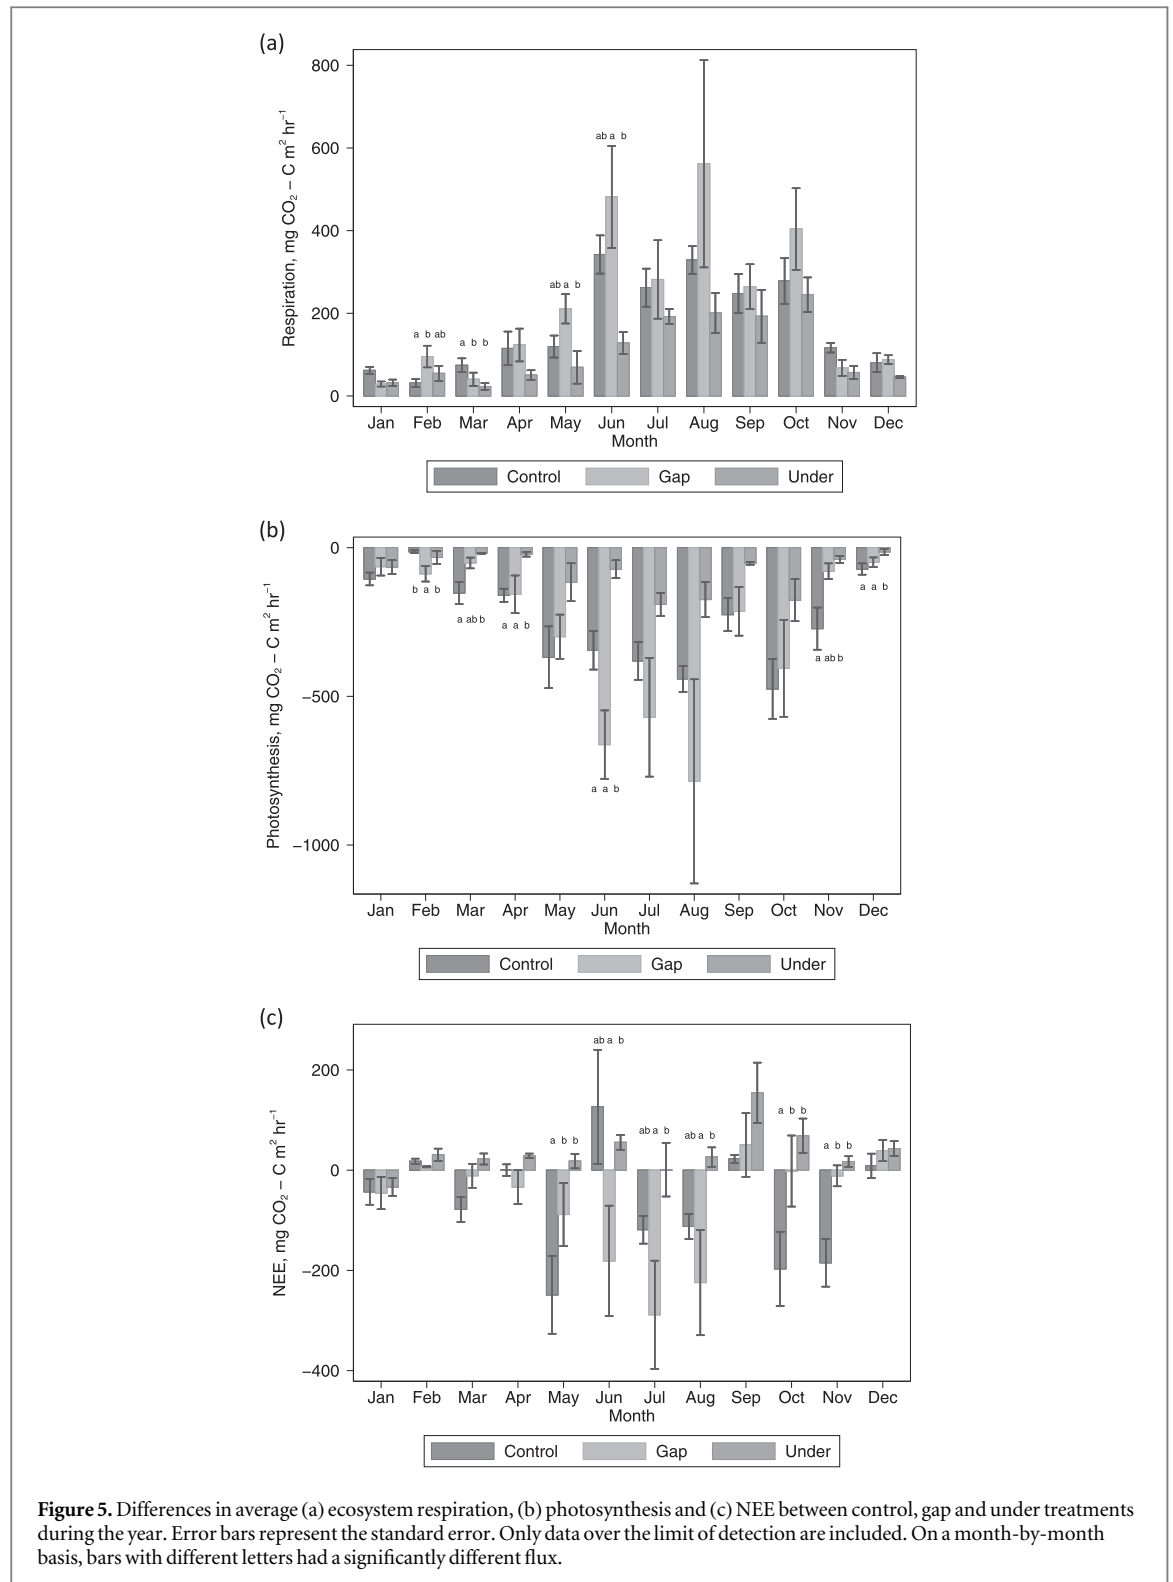 (a)
800
600
400
200
0
Respiration, mg CO₂ – C m² hr⁻¹
ab a b
ab a b
a b ab
a b b
Jan Feb Mar Apr May Jun Jul Aug Sep Oct Nov Dec
Month
Control Gap Under
(b)
0
−500
−1000
Photosynthesis, mg CO₂ – C m² hr⁻¹
b a b
a ab b
a a b
a a b
a ab b
a a b
Jan Feb Mar Apr May Jun Jul Aug Sep Oct Nov Dec
Month
Control Gap Under
(c)
200
0
−200
−400
NEE, mg CO₂ – C m² hr⁻¹
a b b
ab a b
ab a b
ab a b
a b b
a b b
Jan Feb Mar Apr May Jun Jul Aug Sep Oct Nov Dec
Month
Control Gap Under
Figure 5. Differences in average (a) ecosystem respiration, (b) photosynthesis and (c) NEE between control, gap and under treatments
during the year. Error bars represent the standard error. Only data over the limit of detection are included. On a month-by-month
basis, bars with different letters had a significantly different flux.